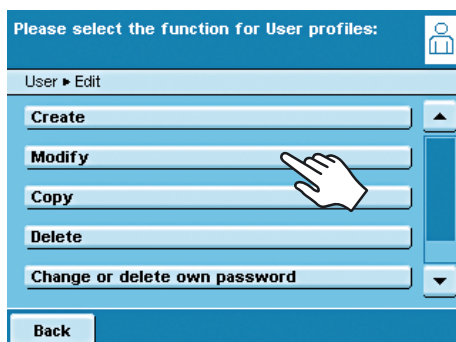 Please select the function for User profiles:
User ▸ Edit
Create
Modify
Copy
Delete
Change or delete own password
Back